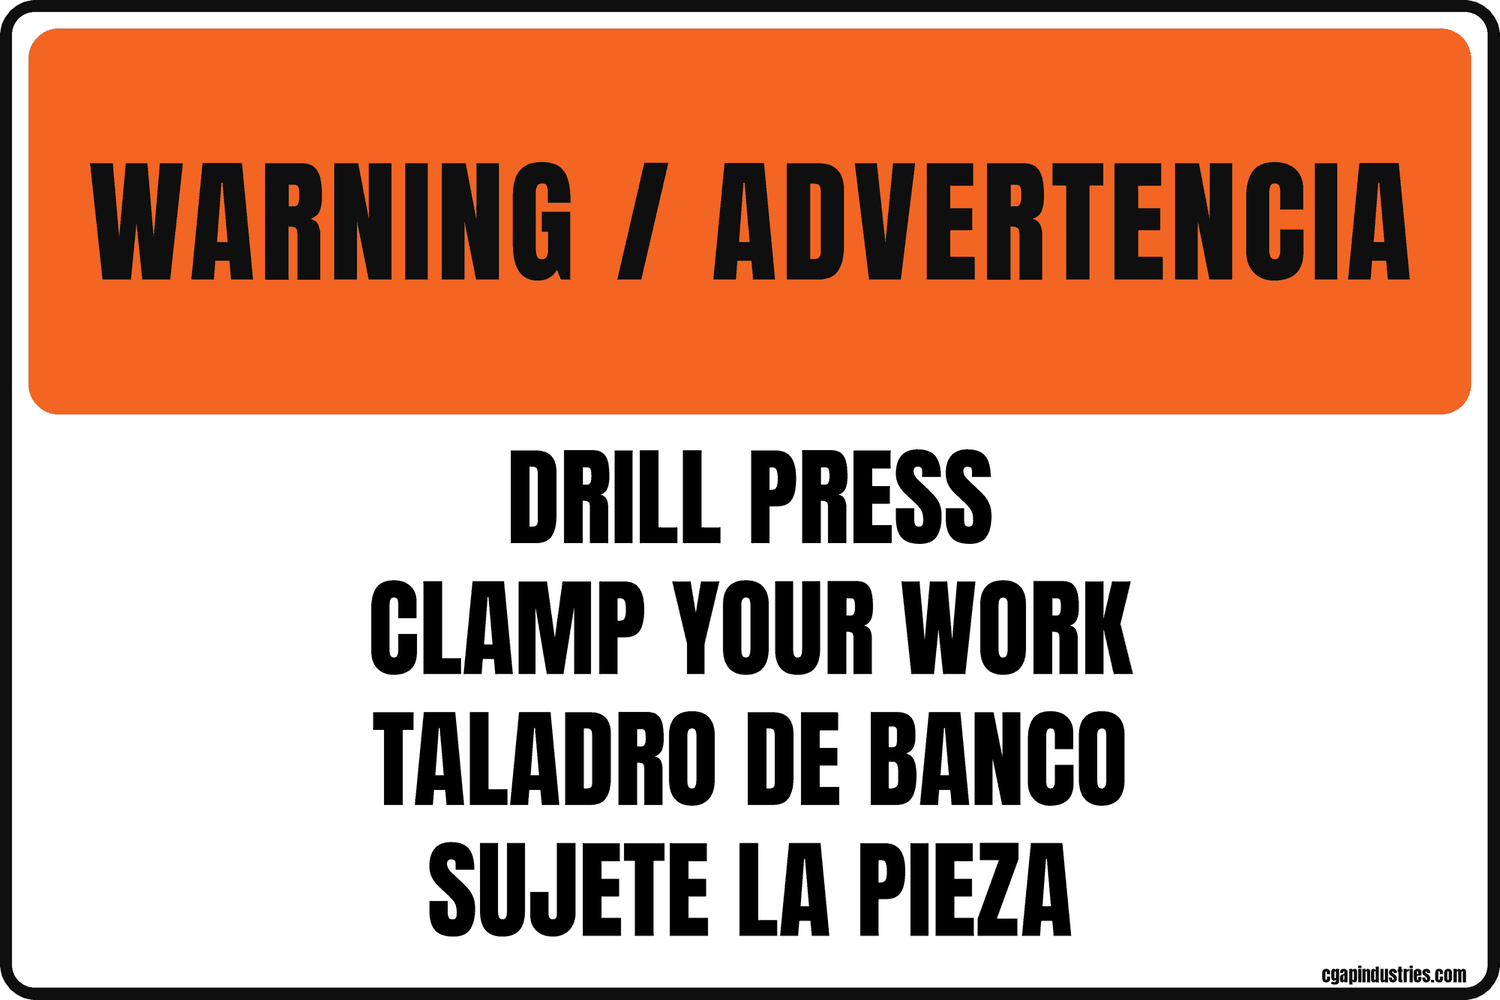 WARNING / ADVERTENCIA
DRILL PRESS
CLAMP YOUR WORK
TALADRO DE BANCO
SUJETE LA PIEZA
cgapindustries.com